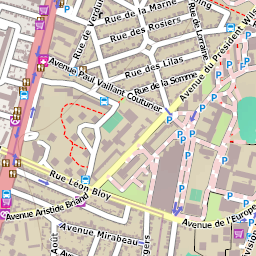 Rue de la Marne
Rue de Verdun
Rue des Rosiers
Rue de Lorraine
Avenue du Président Wils
Rue des Lilas
Avenue Paul Vaillant Couturier
Rue de la Somme
Rue Léon Bloy
Avenue Aristide Briand
Avenue de l'Europe
Avenue Mirabeau
Août